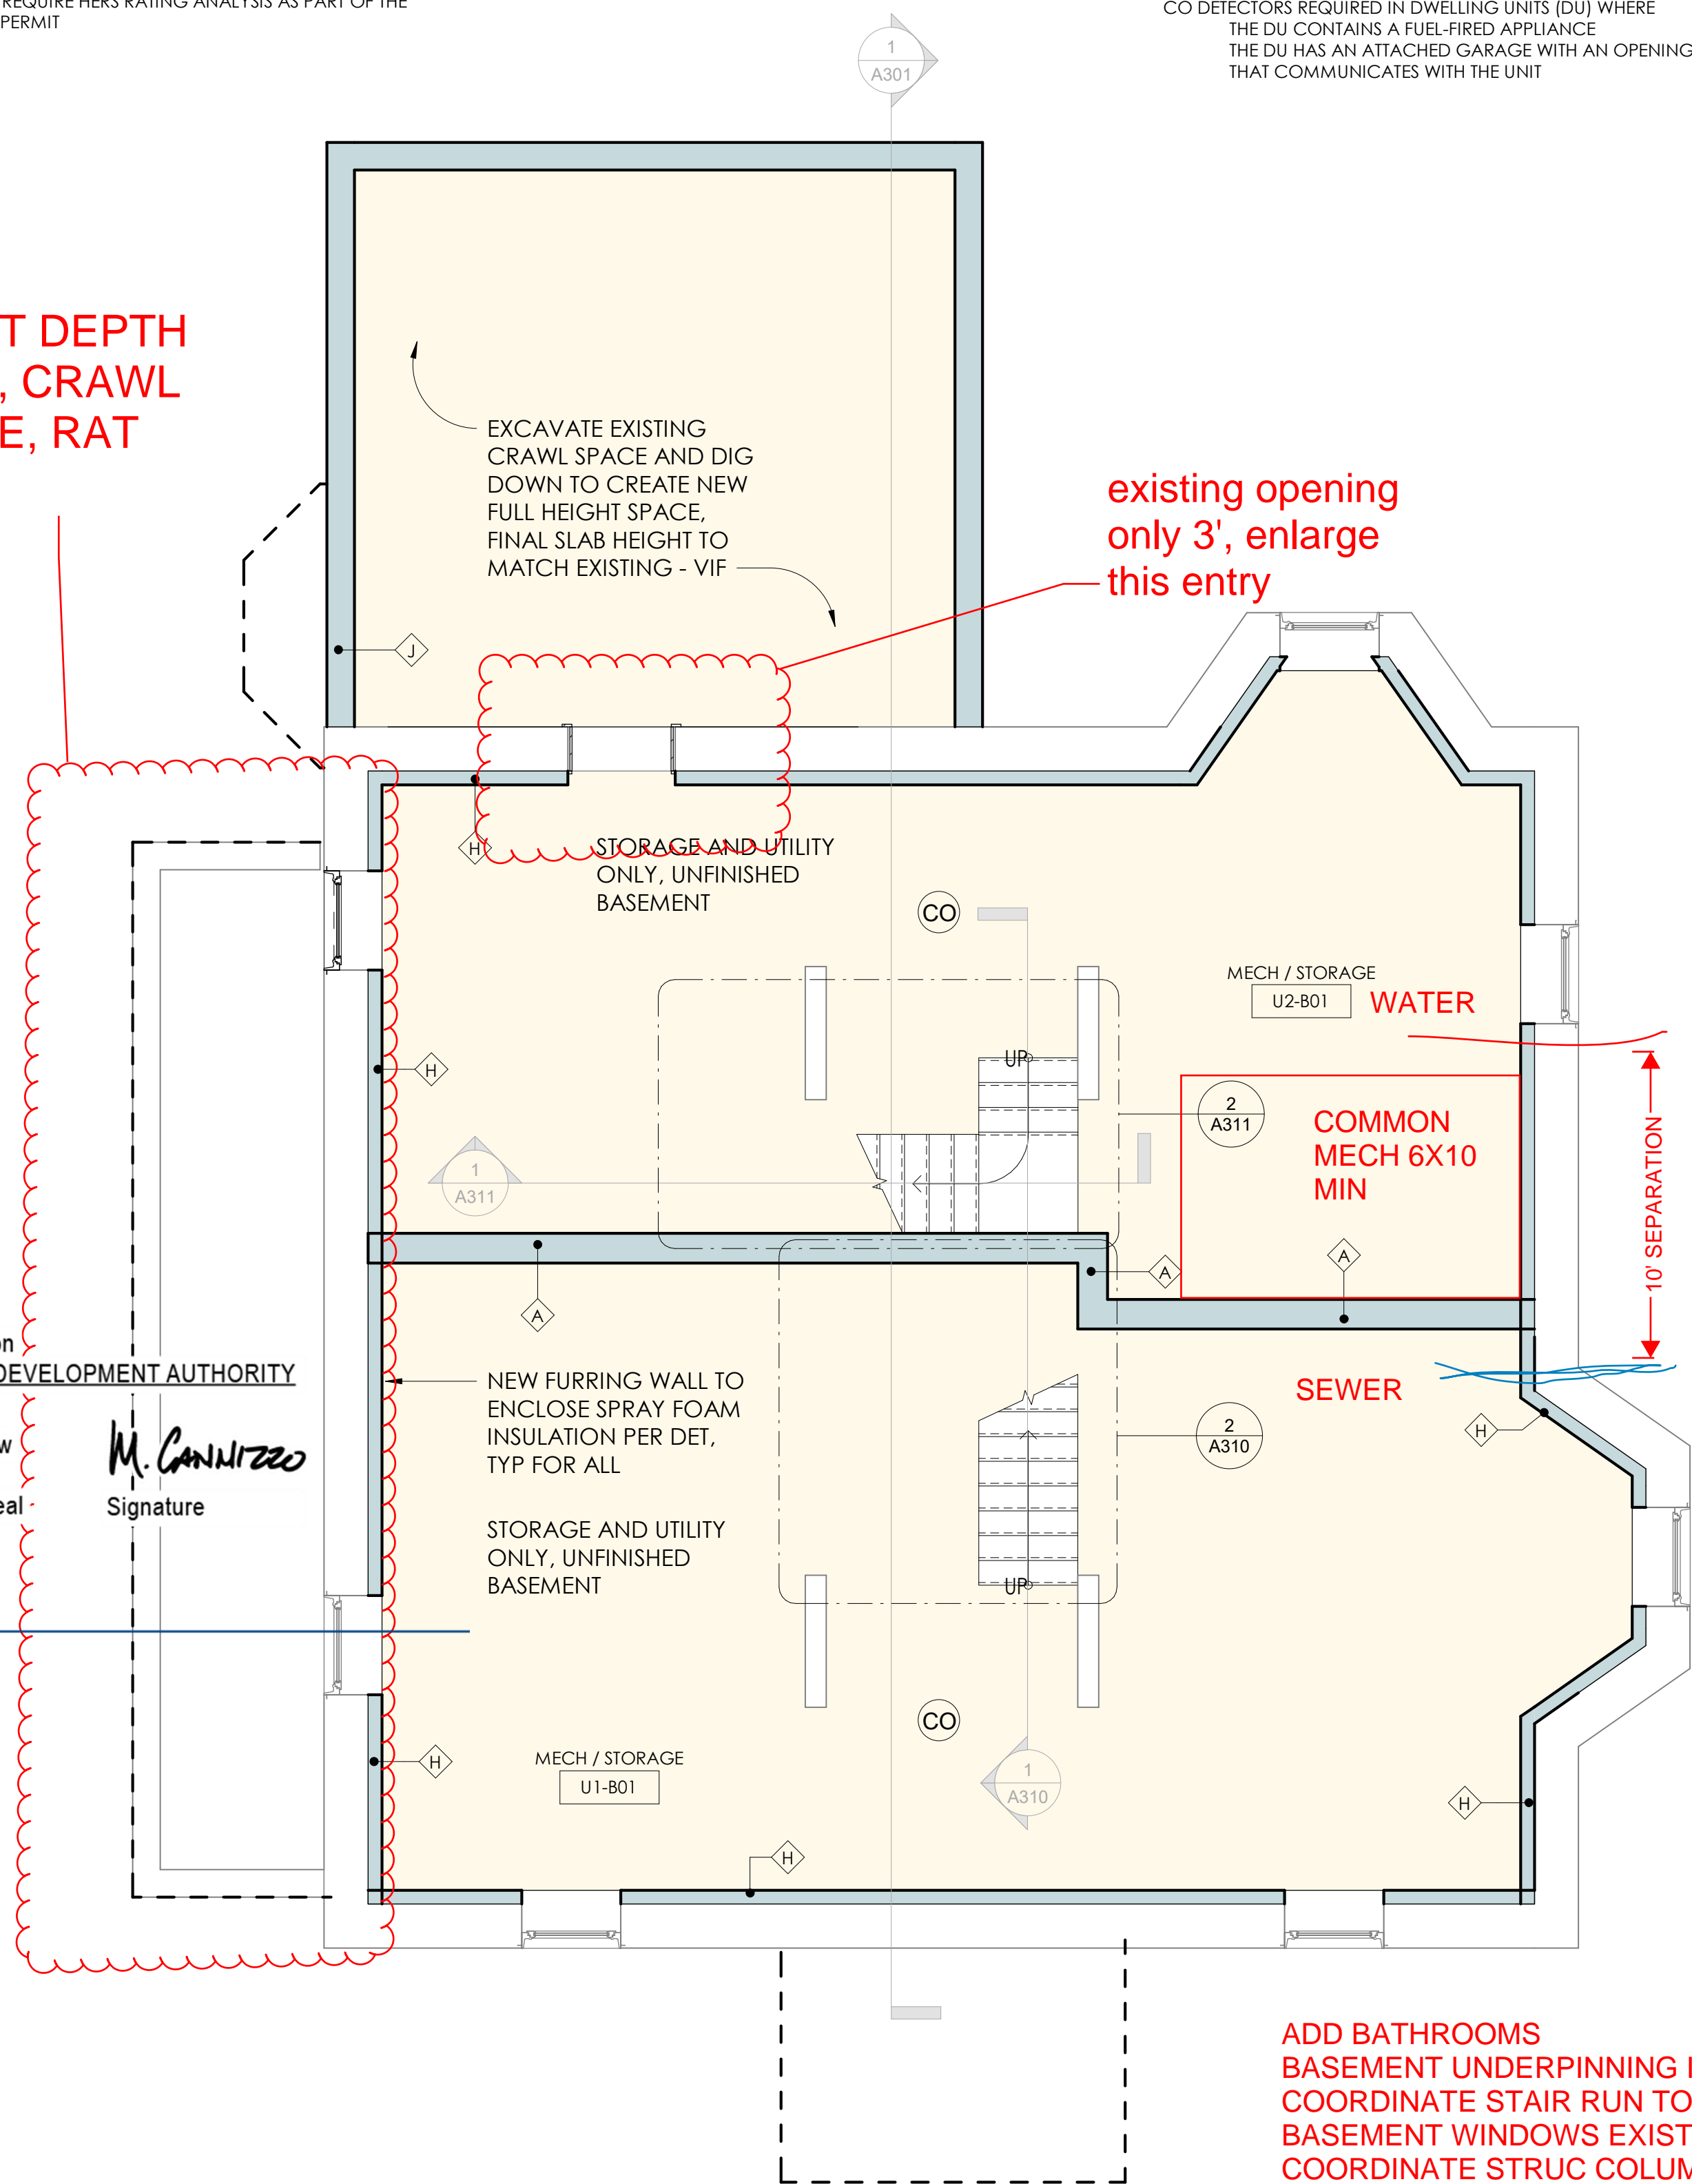 REQUIRE HERS RATING ANALYSIS AS PART OF THE
PERMIT
CO DETECTORS REQUIRED IN DWELLING UNITS (DU) WHERE
THE DU CONTAINS A FUEL-FIRED APPLIANCE
THE DU HAS AN ATTACHED GARAGE WITH AN OPENING
THAT COMMUNICATES WITH THE UNIT
1
A301
T DEPTH
, CRAWL
E, RAT
EXCAVATE EXISTING
CRAWL SPACE AND DIG
DOWN TO CREATE NEW
FULL HEIGHT SPACE,
FINAL SLAB HEIGHT TO
MATCH EXISTING - VIF
existing opening
only 3', enlarge
this entry
J
H
STORAGE AND UTILITY
ONLY, UNFINISHED
BASEMENT
CO
MECH / STORAGE
U2-B01
WATER
UP
H
2
A311
COMMON
MECH 6X10
MIN
10' SEPARATION
1
A311
A
A
A
DEVELOPMENT AUTHORITY
M. CANNIZZO
Signature
NEW FURRING WALL TO
ENCLOSE SPRAY FOAM
INSULATION PER DET,
TYP FOR ALL
STORAGE AND UTILITY
ONLY, UNFINISHED
BASEMENT
SEWER
2
A310
H
UP
CO
MECH / STORAGE
U1-B01
H
1
A310
H
H
ADD BATHROOMS
BASEMENT UNDERPINNING
COORDINATE STAIR RUN TO
BASEMENT WINDOWS EXIST
COORDINATE STRUC COLUM